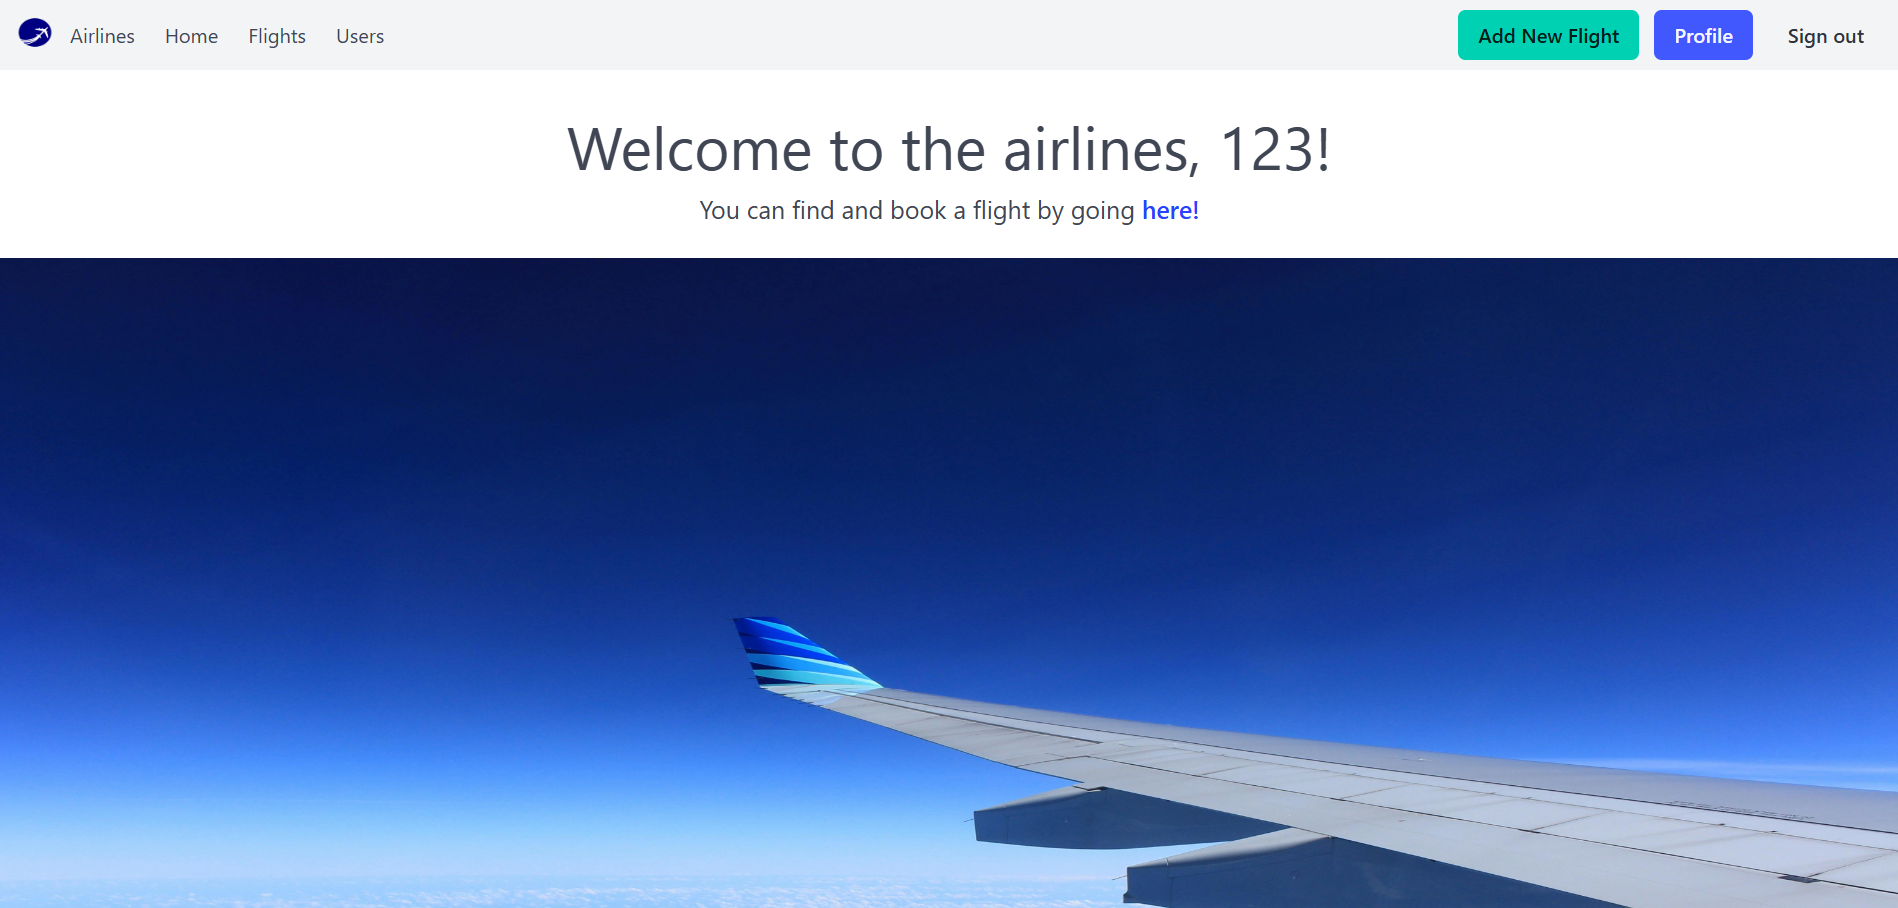 Airlines Home Flights Users Add New Flight Profile Sign out
Welcome to the airlines, 123!
You can find and book a flight by going here!